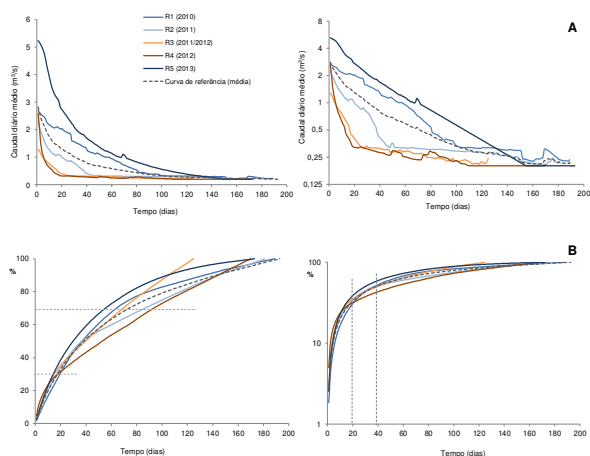 R1 (2010)
R2 (2011)
R3 (2011/2012)
R4 (2012)
R5 (2013)
Curva de referência (média)
Caudal diário médio (m³/s)
6
5
4
3
2
1
0
0 20 40 60 80 100 120 140 160 180 200
Tempo (dias)
A
Caudal diário médio (m³/s)
8
4
2
1
0,5
0,25
0,125
0 20 40 60 80 100 120 140 160 180 200
Tempo (dias)
%
100
80
60
40
20
0
0 20 40 60 80 100 120 140 160 180 200
Tempo (dias)
B
%
100
10
1
0 20 40 60 80 100 120 140 160 180 200
Tempo (dias)